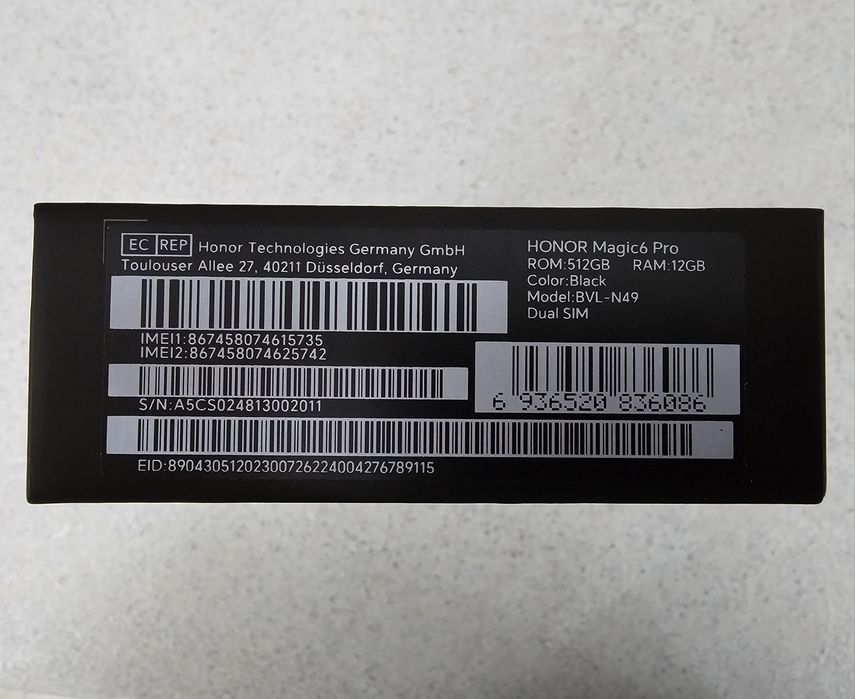 EC REP Honor Technologies Germany GmbH
Toulouser Allee 27, 40211 Düsseldorf, Germany
IMEI1:867458074615735
IMEI2:867458074625742
S/N:A5CS024813002011
EID:89043051202300726224004276789115
HONOR Magic6 Pro
ROM:512GB RAM:12GB
Color:Black
Model:BVL-N49
Dual SIM
6 936520 836086